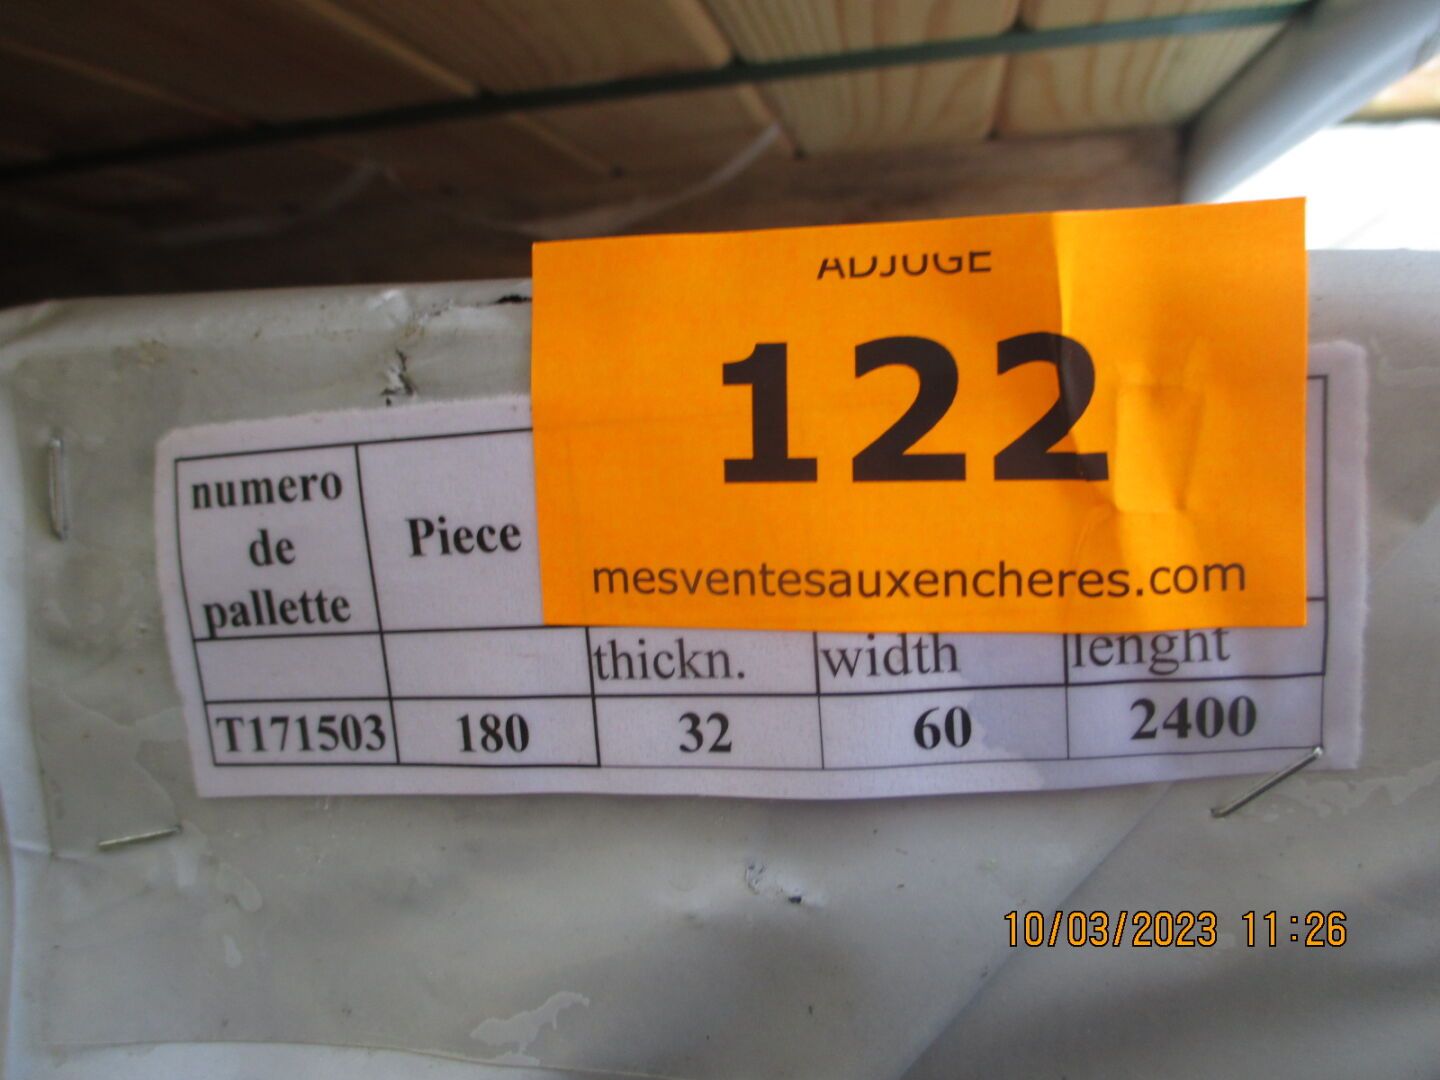 ADJUGE
122
mesventesauxencheres.com
numero
de
pallette
Piece
thickn. width lenght
T171503 180 32 60 2400
10/03/2023 11:26